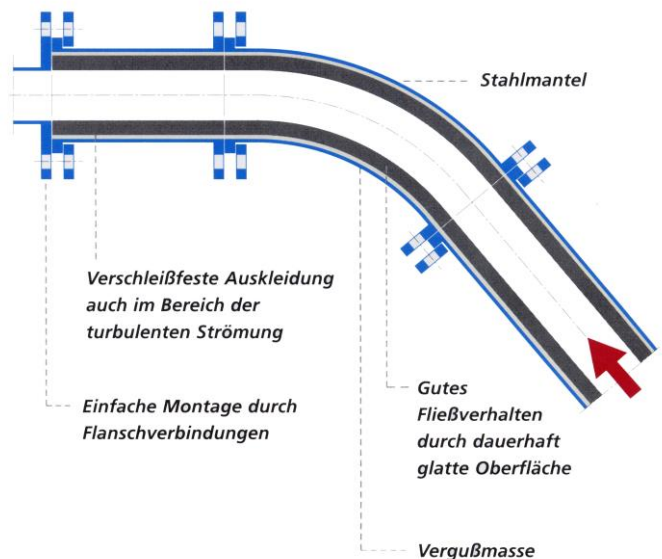 Stahlmantel
Verschleißfeste Auskleidung
auch im Bereich der
turbulenten Strömung
Einfache Montage durch
Flanschverbindungen
Gutes
Fließverhalten
durch dauerhaft
glatte Oberfläche
Vergußmasse